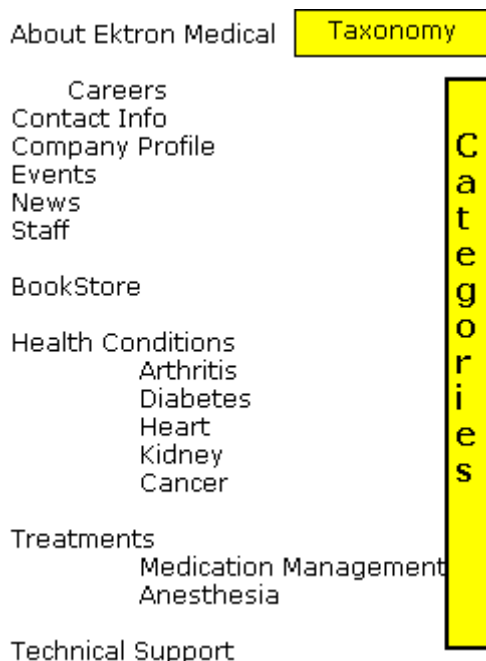 About Ektron Medical
Taxonomy
Careers
Contact Info
Company Profile
Events
News
Staff
BookStore
Health Conditions
Arthritis
Diabetes
Heart
Kidney
Cancer
Treatments
Medication Management
Anesthesia
Technical Support
Categories